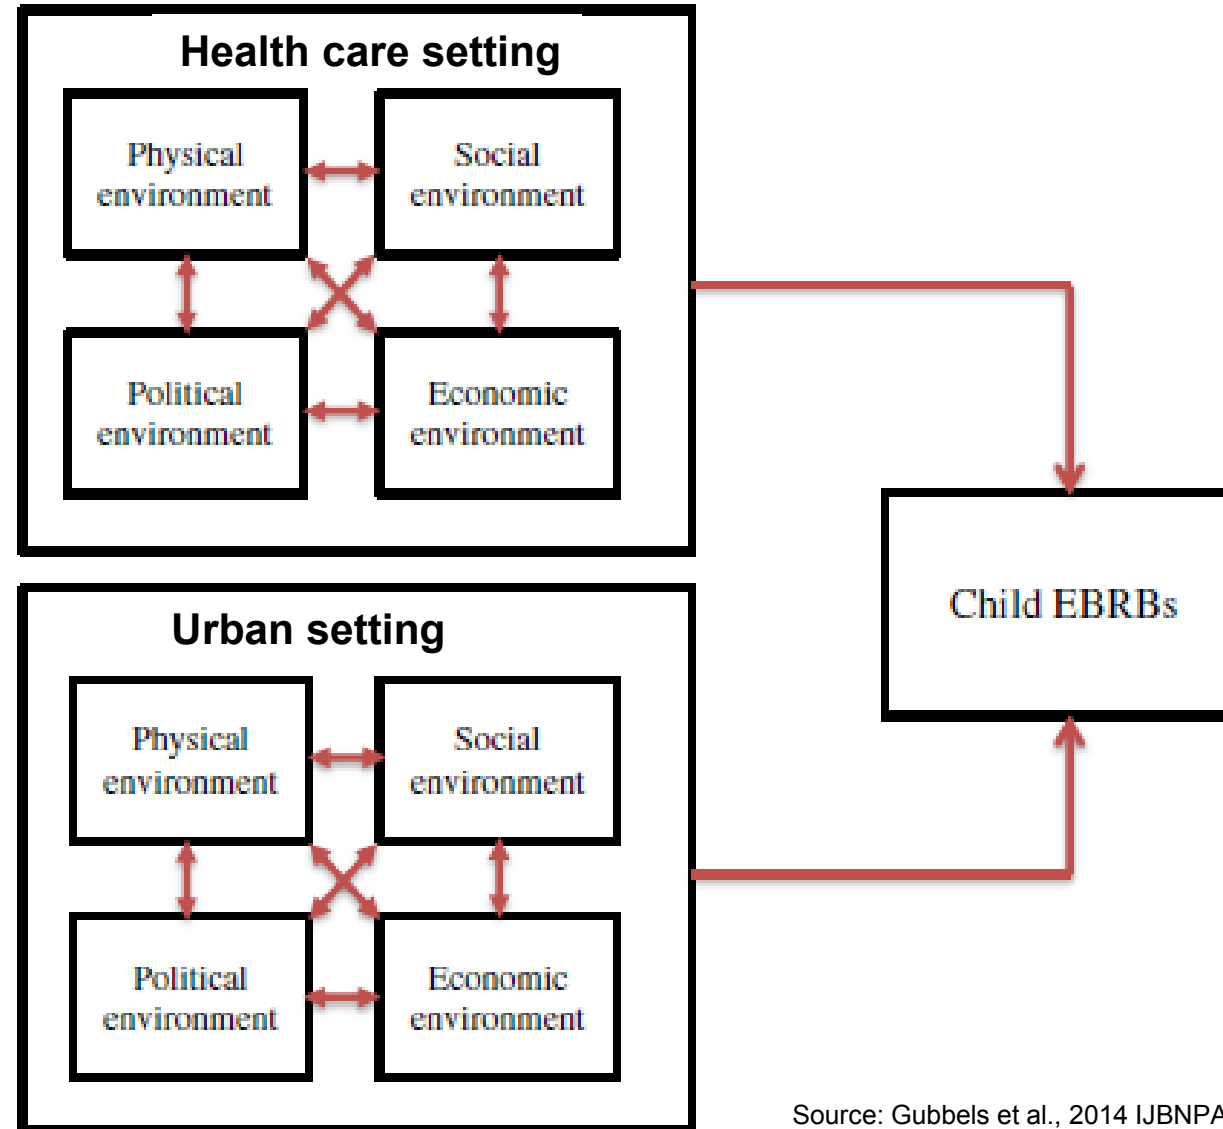 Health care setting
Physical
environment
Social
environment
Political
environment
Economic
environment
Urban setting
Physical
environment
Social
environment
Political
environment
Economic
environment
Child EBRBs
Source: Gubbels et al., 2014 IJBNPA